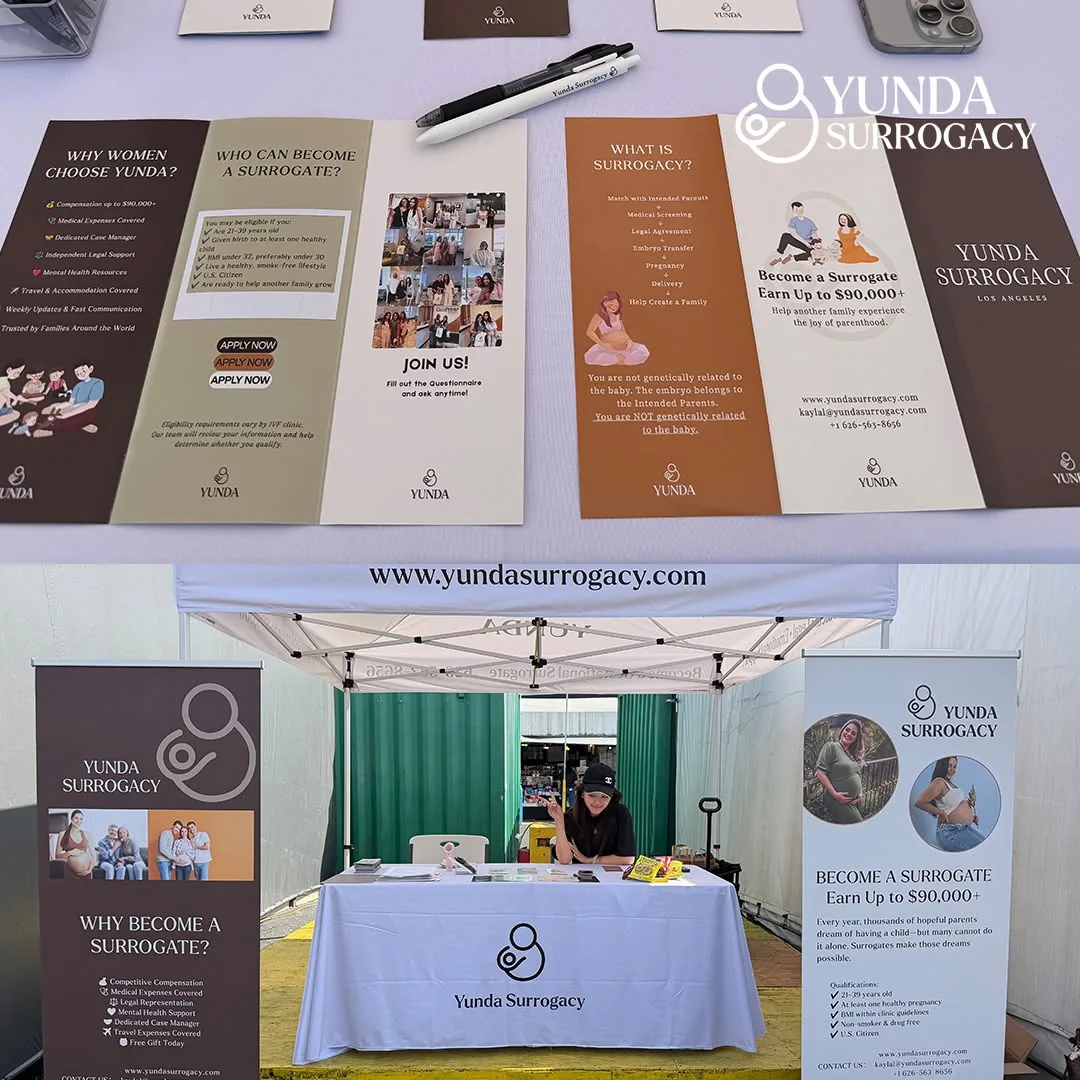 YUNDA
YUNDA
YUNDA
Yunda Surrogacy
YUNDA
SURROGACY
WHY WOMEN
CHOOSE YUNDA?
Compensation up to $90,000+
Medical Expenses Covered
Dedicated Case Manager
Independent Legal Support
Mental Health Resources
Travel & Accommodation Covered
Weekly Updates & Fast Communication
Trusted by Families Around the World
YUNDA
WHO CAN BECOME
A SURROGATE?
You may be eligible if you:
✔ Are 21-39 years old
✔ Given birth to at least one healthy
child
✔ BMI under 32, preferably under 30
✔ Live a healthy, smoke-free lifestyle
✔ U.S. Citizen
✔ Are ready to help another family grow
APPLY NOW
APPLY NOW
APPLY NOW
Eligibility requirements vary by IVF clinic.
Our team will review your information and help
determine whether you qualify.
YUNDA
JOIN US!
Fill out the Questionnaire
and ask anytime!
YUNDA
WHAT IS
SURROGACY?
Match with Intended Parents
↓
Medical Screening
↓
Legal Agreement
↓
Embryo Transfer
↓
Pregnancy
↓
Delivery
↓
Help Create a Family
You are not genetically related to
the baby. The embryo belongs to
the Intended Parents.
You are NOT genetically related
to the baby.
YUNDA
Become a Surrogate
Earn Up to $90,000+
Help another family experience
the joy of parenthood.
www.yundasurrogacy.com
kaylal@yundasurrogacy.com
+1 626-563-8656
YUNDA
YUNDA
SURROGACY
LOS ANGELES
www.yundasurrogacy.com
YUNDA
YUNDA
SURROGACY
WHY BECOME A
SURROGATE?
Competitive Compensation
Medical Expenses Covered
Legal Representation
Mental Health Support
Dedicated Case Manager
Travel Expenses Covered
Free Gift Today
www.yundasurrogacy.com
CONTACT US:
Yunda Surrogacy
YUNDA
SURROGACY
BECOME A SURROGATE
Earn Up to $90,000+
Every year, thousands of hopeful parents
dream of having a child—but many cannot do
it alone. Surrogates make those dreams
possible.
Qualifications:
✔ 21-39 years old
✔ At least one healthy pregnancy
✔ BMI within clinic guidelines
✔ Non-smoker & drug free
✔ U.S. Citizen
www.yundasurrogacy.com
CONTACT US: kaylal@yundasurrogacy.com
+1 626-563 8656